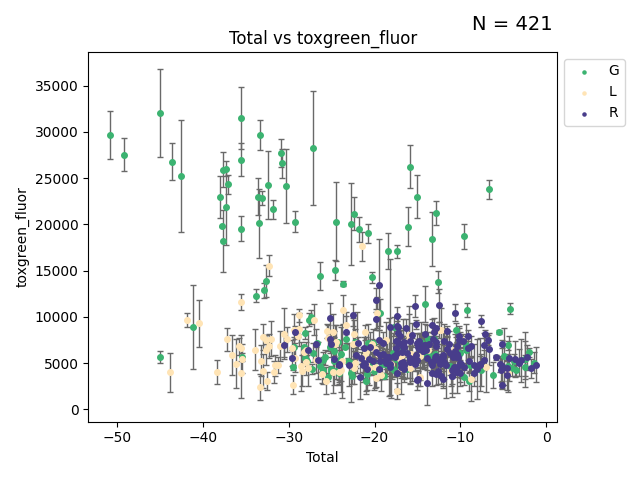 N = 421
Total vs toxgreen_fluor
G
L
R
toxgreen_fluor
35000
30000
25000
20000
15000
10000
5000
0
−50
−40
−30
−20
−10
0
Total